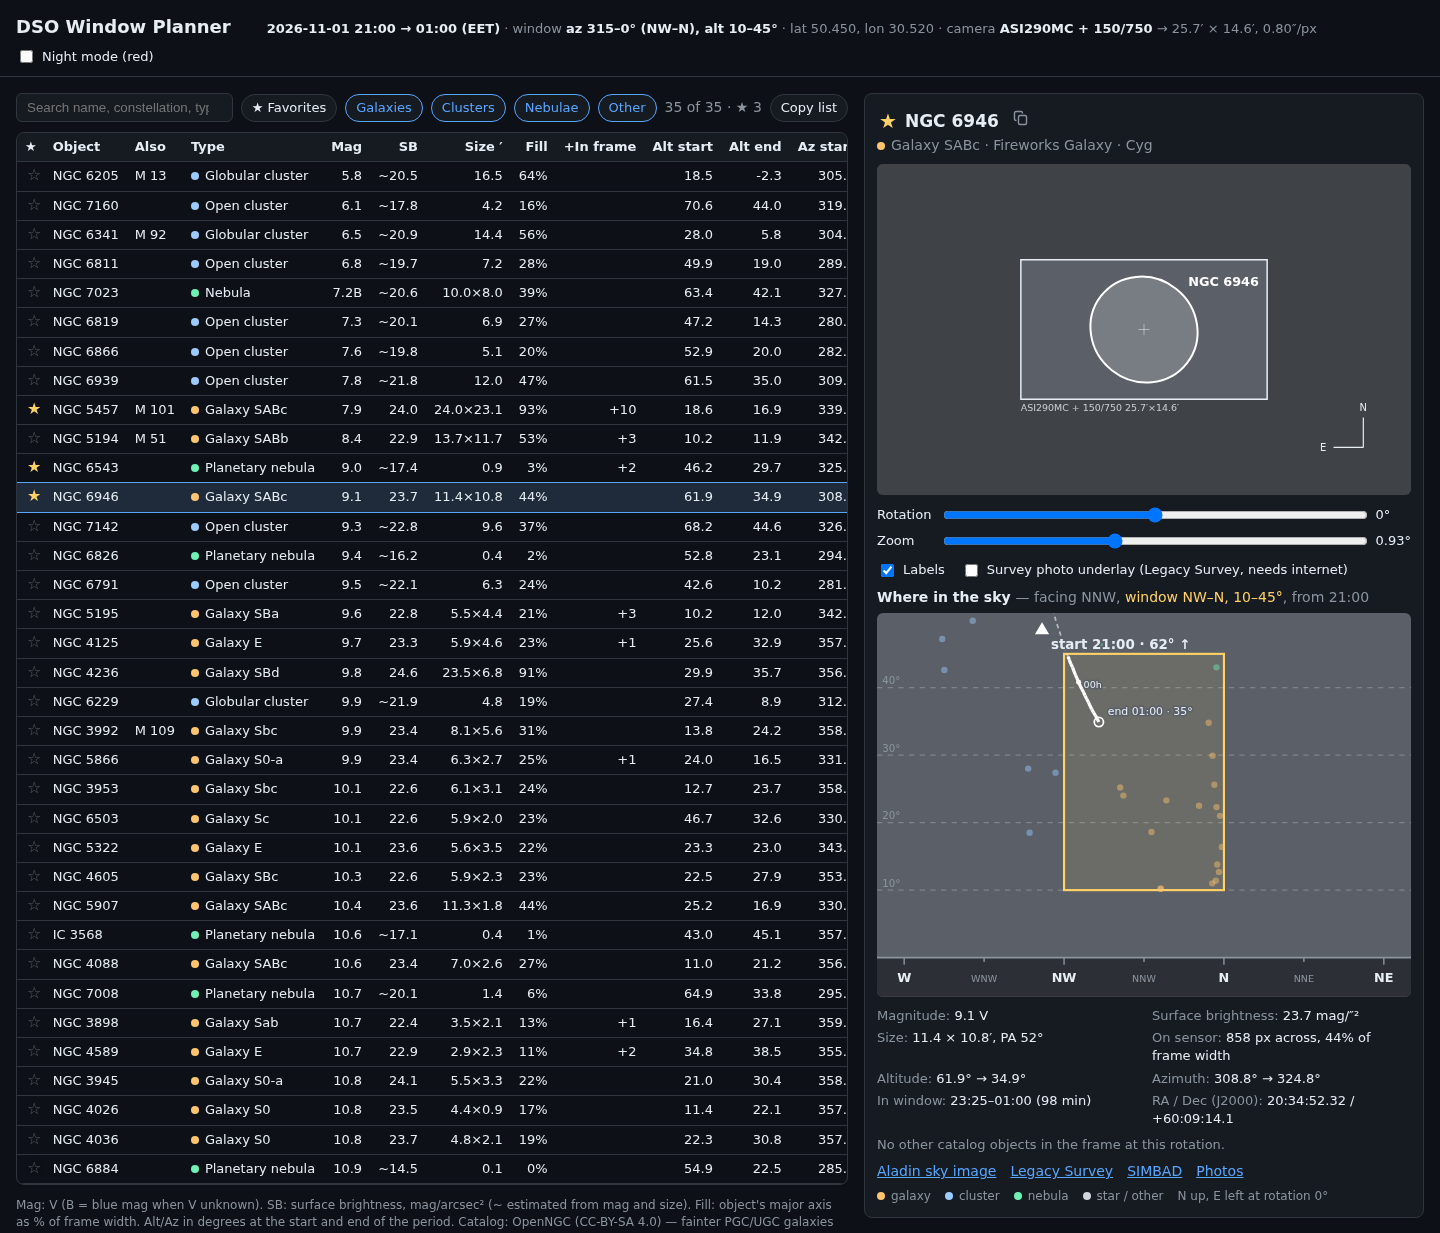 DSO Window Planner
2026-11-01 21:00 → 01:00 (EET) · window az 315–0° (NW–N), alt 10–45° · lat 50.450, lon 30.520 · camera ASI290MC + 150/750 → 25.7′ × 14.6′, 0.80″/px
Night mode (red)
Search name, constellation, typ
★ Favorites Galaxies Clusters Nebulae Other 35 of 35 · ★ 3 Copy list
★ Object Also Type Mag SB Size ′ Fill +In frame Alt start Alt end Az star
☆ NGC 6205 M 13 Globular cluster 5.8 ~20.5 16.5 64% 18.5 -2.3 305.
☆ NGC 7160 Open cluster 6.1 ~17.8 4.2 16% 70.6 44.0 319.
☆ NGC 6341 M 92 Globular cluster 6.5 ~20.9 14.4 56% 28.0 5.8 304.
☆ NGC 6811 Open cluster 6.8 ~19.7 7.2 28% 49.9 19.0 289.
☆ NGC 7023 Nebula 7.2B ~20.6 10.0×8.0 39% 63.4 42.1 327.
☆ NGC 6819 Open cluster 7.3 ~20.1 6.9 27% 47.2 14.3 280.
☆ NGC 6866 Open cluster 7.6 ~19.8 5.1 20% 52.9 20.0 282.
☆ NGC 6939 Open cluster 7.8 ~21.8 12.0 47% 61.5 35.0 309.
★ NGC 5457 M 101 Galaxy SABc 7.9 24.0 24.0×23.1 93% +10 18.6 16.9 339.
☆ NGC 5194 M 51 Galaxy SABb 8.4 22.9 13.7×11.7 53% +3 10.2 11.9 342.
★ NGC 6543 Planetary nebula 9.0 ~17.4 0.9 3% +2 46.2 29.7 325.
★ NGC 6946 Galaxy SABc 9.1 23.7 11.4×10.8 44% 61.9 34.9 308.
☆ NGC 7142 Open cluster 9.3 ~22.8 9.6 37% 68.2 44.6 326.
☆ NGC 6826 Planetary nebula 9.4 ~16.2 0.4 2% 52.8 23.1 294.
☆ NGC 6791 Open cluster 9.5 ~22.1 6.3 24% 42.6 10.2 281.
☆ NGC 5195 Galaxy SBa 9.6 22.8 5.5×4.4 21% +3 10.2 12.0 342.
☆ NGC 4125 Galaxy E 9.7 23.3 5.9×4.6 23% +1 25.6 32.9 357.
☆ NGC 4236 Galaxy SBd 9.8 24.6 23.5×6.8 91% 29.9 35.7 356.
☆ NGC 6229 Globular cluster 9.9 ~21.9 4.8 19% 27.4 8.9 312.
☆ NGC 3992 M 109 Galaxy Sbc 9.9 23.4 8.1×5.6 31% 13.8 24.2 358.
☆ NGC 5866 Galaxy S0-a 9.9 23.4 6.3×2.7 25% +1 24.0 16.5 331.
☆ NGC 3953 Galaxy Sbc 10.1 22.6 6.1×3.1 24% 12.7 23.7 358.
☆ NGC 6503 Galaxy Sc 10.1 22.6 5.9×2.0 23% 46.7 32.6 330.
☆ NGC 5322 Galaxy E 10.1 23.6 5.6×3.5 22% 23.3 23.0 343.
☆ NGC 4605 Galaxy SBc 10.3 22.6 5.9×2.3 23% 22.5 27.9 353.
☆ NGC 5907 Galaxy SABc 10.4 23.6 11.3×1.8 44% 25.2 16.9 330.
☆ IC 3568 Planetary nebula 10.6 ~17.1 0.4 1% 43.0 45.1 357.
☆ NGC 4088 Galaxy SABc 10.6 23.4 7.0×2.6 27% 11.0 21.2 356.
☆ NGC 7008 Planetary nebula 10.7 ~20.1 1.4 6% 64.9 33.8 295.
☆ NGC 3898 Galaxy Sab 10.7 22.4 3.5×2.1 13% +1 16.4 27.1 359.
☆ NGC 4589 Galaxy E 10.7 22.9 2.9×2.3 11% +2 34.8 38.5 355.
☆ NGC 3945 Galaxy S0-a 10.8 24.1 5.5×3.3 22% 21.0 30.4 358.
☆ NGC 4026 Galaxy S0 10.8 23.5 4.4×0.9 17% 11.4 22.1 357.
☆ NGC 4036 Galaxy S0 10.8 23.7 4.8×2.1 19% 22.3 30.8 357.
☆ NGC 6884 Planetary nebula 10.9 ~14.5 0.1 0% 54.9 22.5 285.
Mag: V (B = blue mag when V unknown). SB: surface brightness, mag/arcsec² (~ estimated from mag and size). Fill: object's major axis
as % of frame width. Alt/Az in degrees at the start and end of the period. Catalog: OpenNGC (CC-BY-SA 4.0) — fainter PGC/UGC galaxies
★ NGC 6946
Galaxy SABc · Fireworks Galaxy · Cyg
NGC 6946
ASI290MC + 150/750 25.7′×14.6′
N
E
Rotation 0°
Zoom 0.93°
Labels Survey photo underlay (Legacy Survey, needs internet)
Where in the sky — facing NNW, window NW–N, 10–45°, from 21:00
start 21:00 · 62° ↑
40°
:00h
end 01:00 · 35°
30°
20°
10°
W WNW NW NNW N NNE NE
Magnitude: 9.1 V Surface brightness: 23.7 mag/″²
Size: 11.4 × 10.8′, PA 52° On sensor: 858 px across, 44% of
frame width
Altitude: 61.9° → 34.9° Azimuth: 308.8° → 324.8°
In window: 23:25–01:00 (98 min) RA / Dec (J2000): 20:34:52.32 /
+60:09:14.1
No other catalog objects in the frame at this rotation.
Aladin sky image Legacy Survey SIMBAD Photos
galaxy cluster nebula star / other N up, E left at rotation 0°